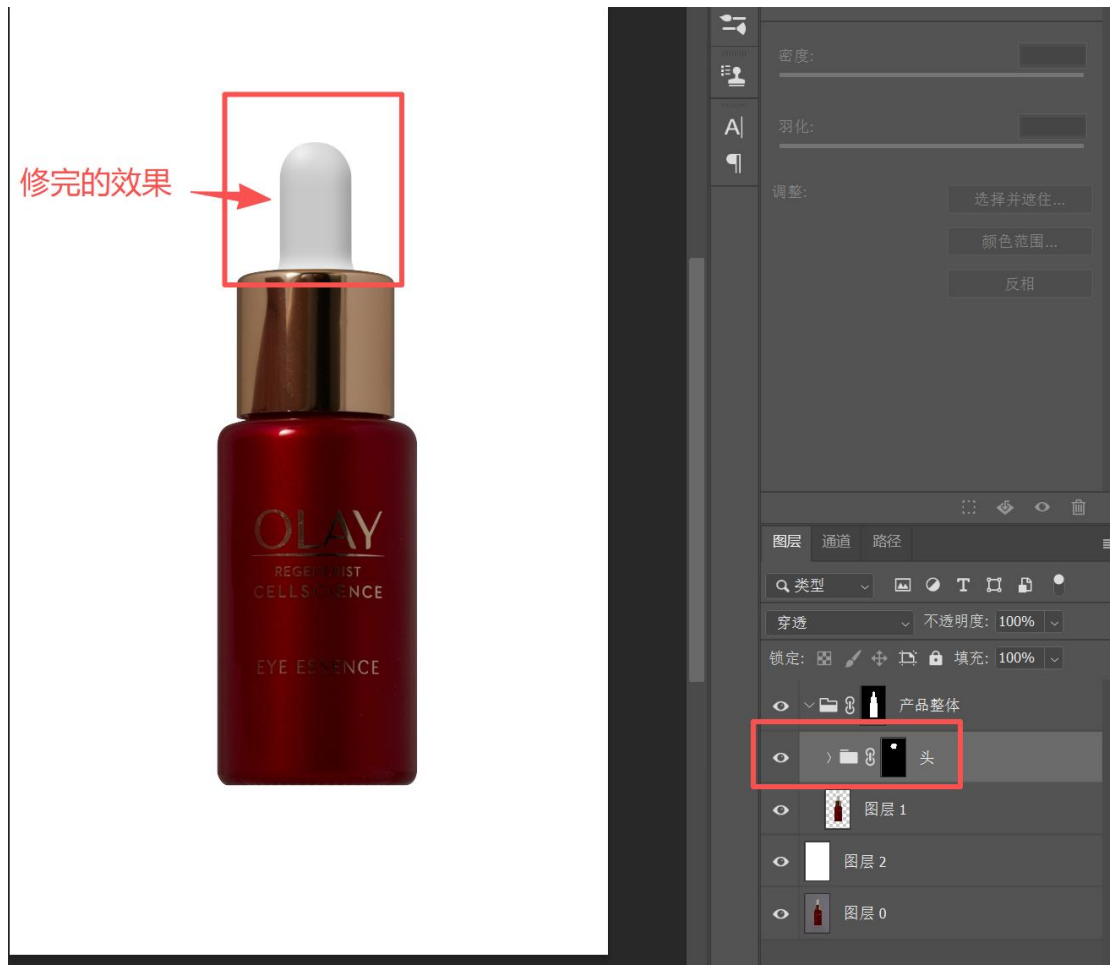 修完的效果
OLAY
REGENERIST
CELLSCIENCE
EYE ESSENCE
A|
¶
密度:
羽化:
调整:
选择并遮住...
颜色范围...
反相
图层 通道 路径
类型 T
穿透 不透明度: 100%
锁定: 填充: 100%
产品整体
头
图层 1
图层 2
图层 0